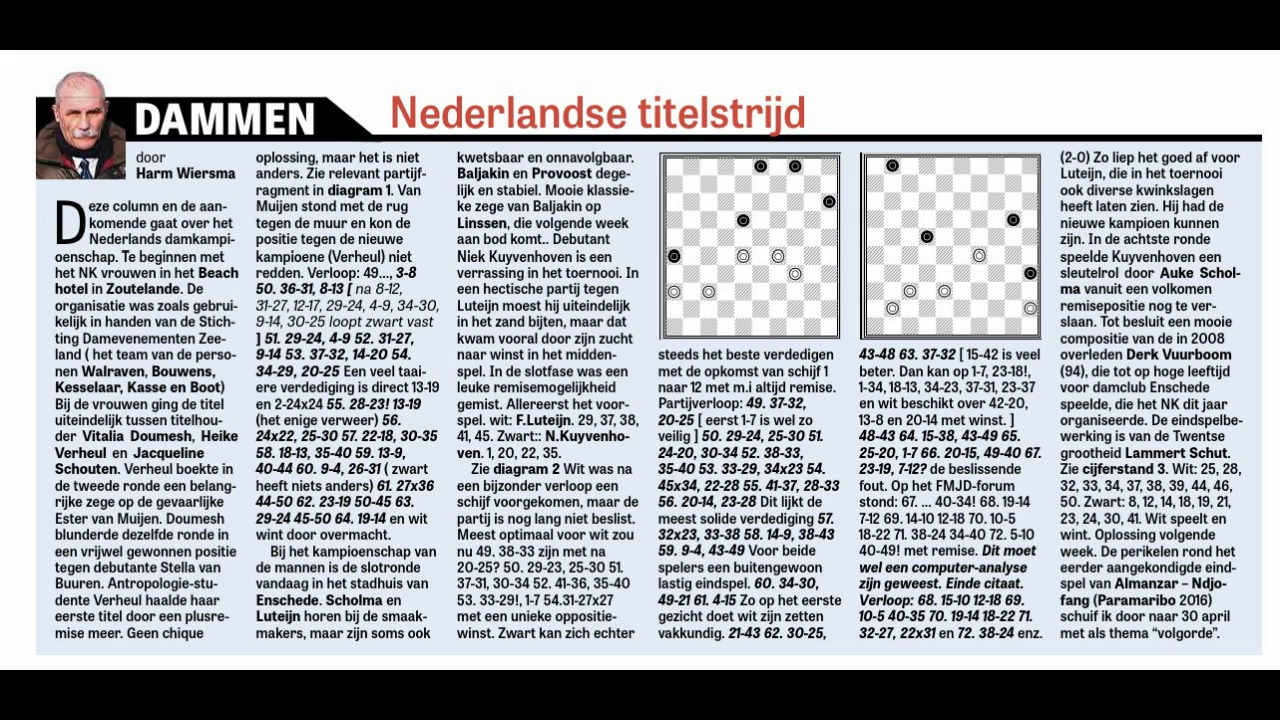 DAMMEN
Nederlandse titelstrijd
door
Harm Wiersma
Deze column en de aan-
komende gaat over het
Nederlands damkampi-
oenschap. Te beginnen met
het NK vrouwen in het Beach
hotel in Zoutelande. De
organisatie was zoals gebrui-
kelijk in handen van de Stich-
ting Damevenementen Zee-
land ( het team van de perso-
nen Walraven, Bouwens,
Kesselaar, Kasse en Boot)
Bij de vrouwen ging de titel
uiteindelijk tussen titelhou-
der Vitalia Doumesh, Heike
Verheul en Jacqueline
Schouten. Verheul boekte in
de tweede ronde een belang-
rijke zege op de gevaarlijke
Ester van Muijen. Doumesh
blunderde dezelfde ronde in
een vrijwel gewonnen positie
tegen debutante Stella van
Buuren. Antropologie-stu-
dente Verheul haalde haar
eerste titel door een plusre-
mise meer. Geen chique
oplossing, maar het is niet
anders. Zie relevant partijf-
ragment in diagram 1. Van
Muijen stond met de rug
tegen de muur en kon de
positie tegen de nieuwe
kampioene (Verheul) niet
redden. Verloop: 49..., 3-8
50. 36-31, 8-13 [ na 8-12,
31-27, 12-17, 29-24, 4-9, 34-30,
9-14, 30-25 loopt zwart vast
] 51. 29-24, 4-9 52. 31-27,
9-14 53. 37-32, 14-20 54.
34-29, 20-25 Een veel taai-
ere verdediging is direct 13-19
en 2-24x24 55. 28-23! 13-19
(het enige verweer) 56.
24x22, 25-30 57. 22-18, 30-35
58. 18-13, 35-40 59. 13-9,
40-44 60. 9-4, 26-31 ( zwart
heeft niets anders) 61. 27x36
44-50 62. 23-19 50-45 63.
29-24 45-50 64. 19-14 en wit
wint door overmacht.
Bij het kampioenschap van
de mannen is de slotronde
vandaag in het stadhuis van
Enschede. Scholma en
Luteijn horen bij de smaak-
makers, maar zijn soms ook
kwetsbaar en onnavolgbaar.
Baljakin en Provoost dege-
lijk en stabiel. Mooie klassie-
ke zege van Baljakin op
Linssen, die volgende week
aan bod komt.. Debutant
Niek Kuyvenhoven is een
verrassing in het toernooi. In
een hectische partij tegen
Luteijn moest hij uiteindelijk
in het zand bijten, maar dat
kwam vooral door zijn zucht
naar winst in het midden-
spel. In de slotfase was een
leuke remisemogelijkheid
gemist. Allereerst het voor-
spel. wit: F.Luteijn. 29, 37, 38,
41, 45. Zwart:: N.Kuyvenho-
ven. 1, 20, 22, 35.
Zie diagram 2 Wit was na
een bijzonder verloop een
schijf voorgekomen, maar de
partij is nog lang niet beslist.
Meest optimaal voor wit zou
nu 49. 38-33 zijn met na
20-25? 50. 29-23, 25-30 51.
37-31, 30-34 52. 41-36, 35-40
53. 33-29!, 1-7 54.31-27x27
met een unieke oppositie-
winst. Zwart kan zich echter
steeds het beste verdedigen
met de opkomst van schijf 1
naar 12 met m.i altijd remise.
Partijverloop: 49. 37-32,
20-25 [ eerst 1-7 is wel zo
veilig ] 50. 29-24, 25-30 51.
24-20, 30-34 52. 38-33,
35-40 53. 33-29, 34x23 54.
45x34, 22-28 55. 41-37, 28-33
56. 20-14, 23-28 Dit lijkt de
meest solide verdediging 57.
32x23, 33-38 58. 14-9, 38-43
59. 9-4, 43-49 Voor beide
spelers een buitengewoon
lastig eindspel. 60. 34-30,
49-21 61. 4-15 Zo op het eerste
gezicht doet wit zijn zetten
vakkundig. 21-43 62. 30-25,
43-48 63. 37-32 [ 15-42 is veel
beter. Dan kan op 1-7, 23-18!,
1-34, 18-13, 34-23, 37-31, 23-37
en wit beschikt over 42-20,
13-8 en 20-14 met winst. ]
48-43 64. 15-38, 43-49 65.
25-20, 1-7 66. 20-15, 49-40 67.
23-19, 7-12? de beslissende
fout. Op het FMJD-forum
stond: 67. ... 40-34! 68. 19-14
7-12 69. 14-10 12-18 70. 10-5
18-22 71. 38-24 34-40 72. 5-10
40-49! met remise. Dit moet
wel een computer-analyse
zijn geweest. Einde citaat.
Verloop: 68. 15-10 12-18 69.
10-5 40-35 70. 19-14 18-22 71.
32-27, 22x31 en 72. 38-24 enz.
(2-0) Zo liep het goed af voor
Luteijn, die in het toernooi
ook diverse kwinkslagen
heeft laten zien. Hij had de
nieuwe kampioen kunnen
zijn. In de achtste ronde
speelde Kuyvenhoven een
sleutelrol door Auke Schol-
ma vanuit een volkomen
remisepositie nog te ver-
slaan. Tot besluit een mooie
compositie van de in 2008
overleden Derk Vuurboom
(94), die tot op hoge leeftijd
voor damclub Enschede
speelde, die het NK dit jaar
organiseerde. De eindspelbe-
werking is van de Twentse
grootheid Lammert Schut.
Zie cijferstand 3. Wit: 25, 28,
32, 33, 34, 37, 38, 39, 44, 46,
50. Zwart: 8, 12, 14, 18, 19, 21,
23, 24, 30, 41. Wit speelt en
wint. Oplossing volgende
week. De perikelen rond het
eerder aangekondigde eind-
spel van Almanzar – Ndjo-
fang (Paramaribo 2016)
schuif ik door naar 30 april
met als thema “volgorde”.